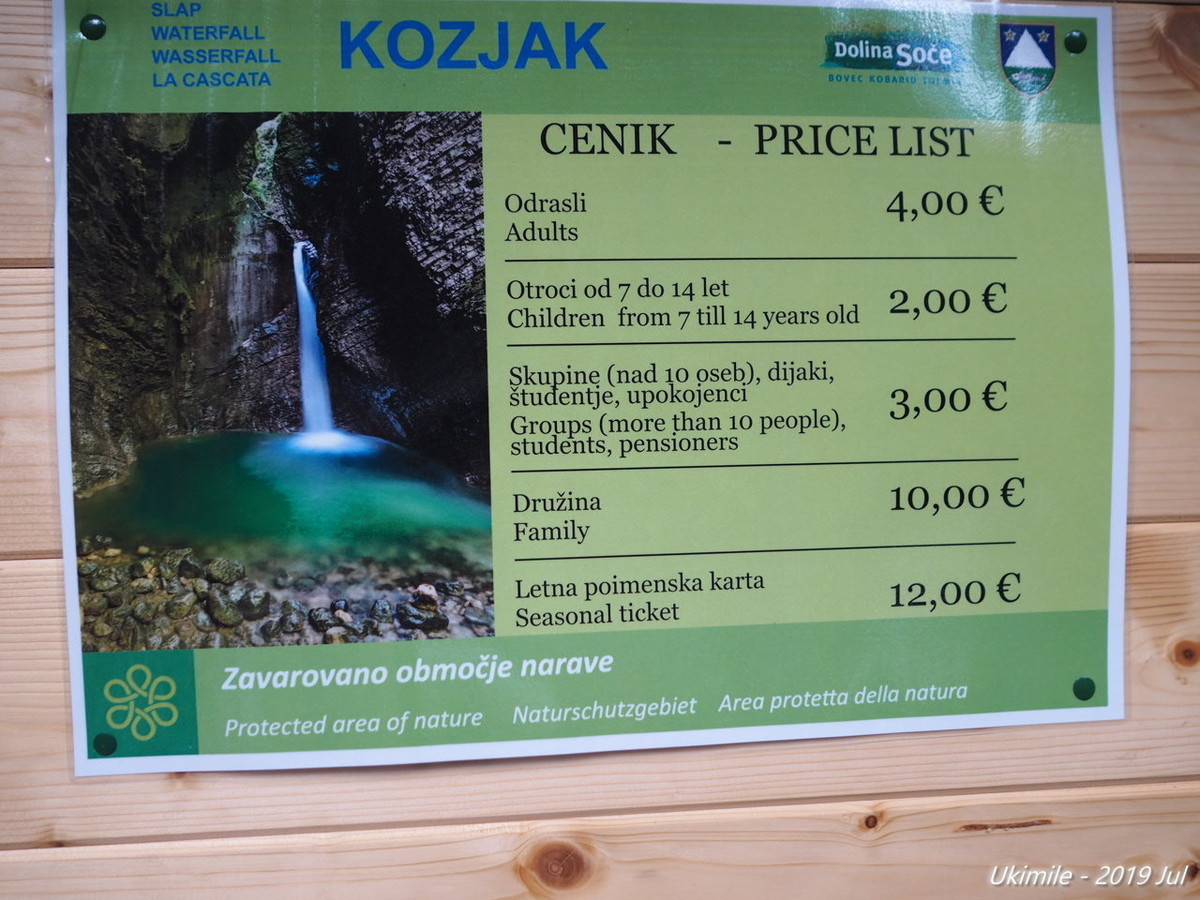 SLAP
WATERFALL
WASSERFALL
LA CASCATA
KOZJAK
Dolina Soče
BOVEC KOBARID
CENIK - PRICE LIST
Odrasli
Adults
4,00 €
Otroci od 7 do 14 let
Children from 7 till 14 years old
2,00 €
Skupine (nad 10 oseb), dijaki,
študentje, upokojenci
Groups (more than 10 people),
students, pensioners
3,00 €
Družina
Family
10,00 €
Letna poimenska karta
Seasonal ticket
12,00 €
Zavarovano območje narave
Protected area of nature Naturschutzgebiet Area protetta della natura
Ukimile - 2019 Jul